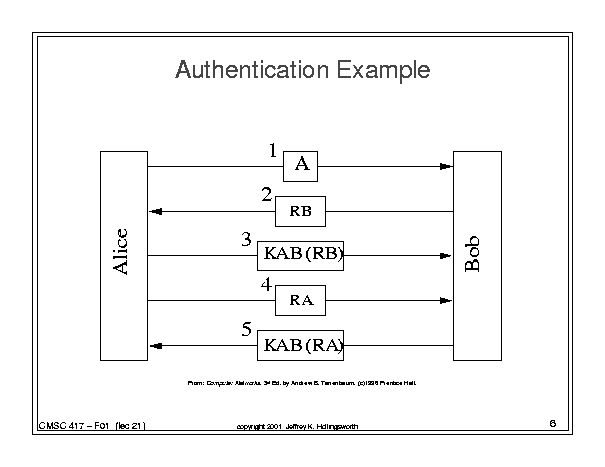 Authentication Example
1
A
2
RB
3
KAB (RB)
4
RA
5
KAB (RA)
Alice
Bob
From: Computer Networks, 3rd Ed. by Andrew S. Tanenbaum, (c)1996 Prentice Hall.
CMSC 417 – F01 (lec 21)
copyright 2001 Jeffrey K. Hollingsworth
6